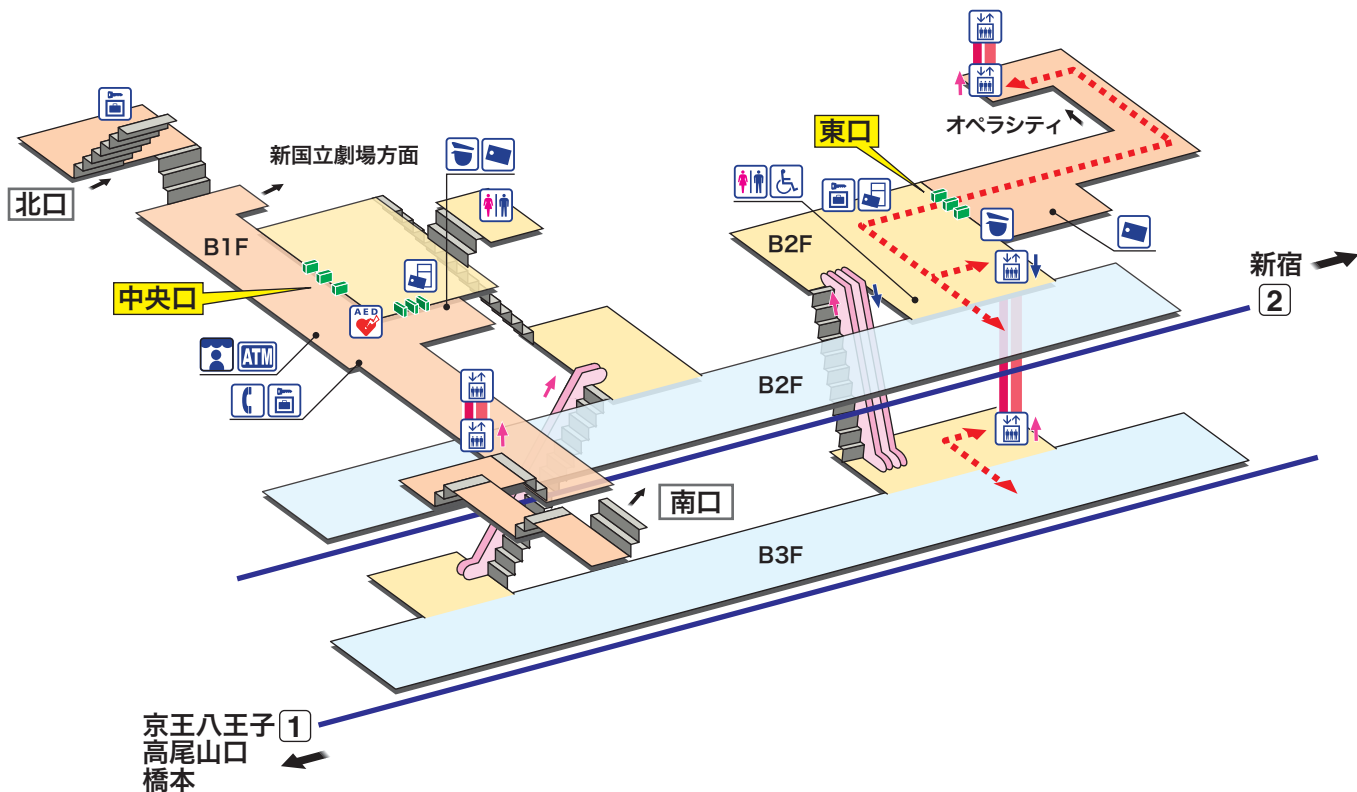 オペラシティ
東口
新国立劇場方面
北口
B1F
B2F
中央口
AED
ATM
新宿
2
B2F
南口
B3F
京王八王子 1
高尾山口
橋本